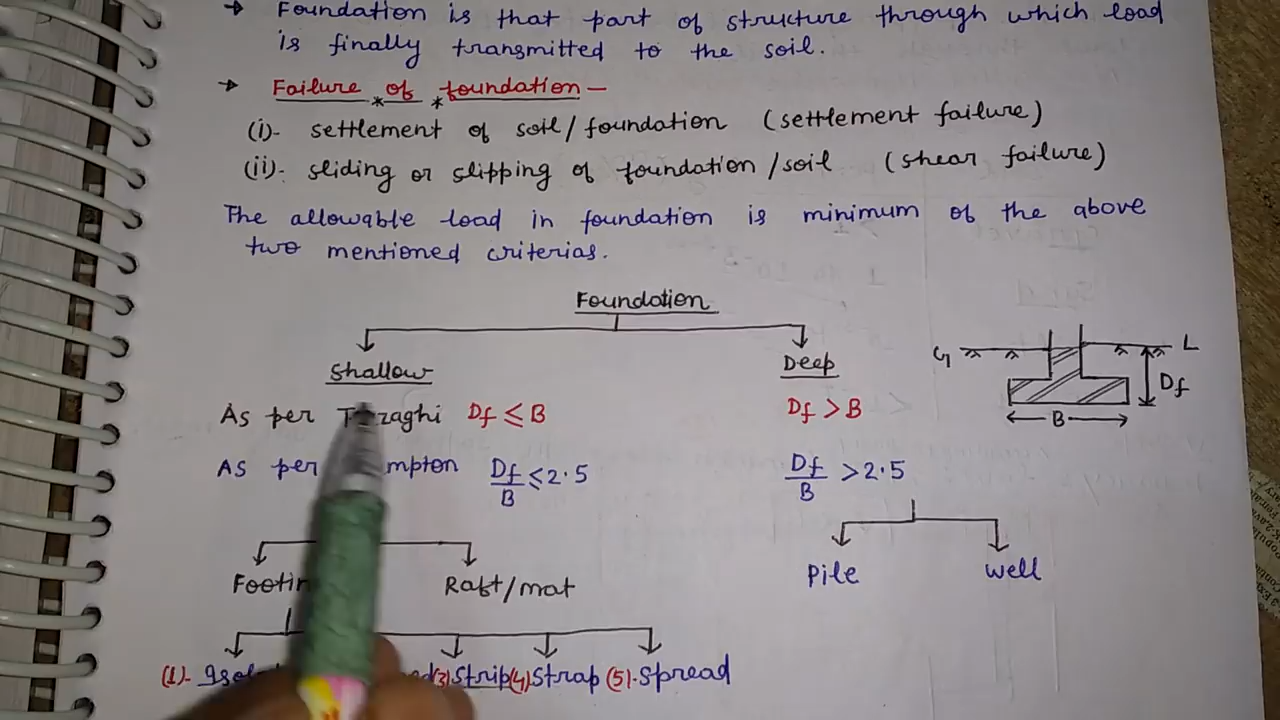 → Foundation is that part of structure through which load
is finally transmitted to the soil.
→ Failure of foundation -
(i)- settlement of soil/foundation (settlement failure)
(ii)- sliding or slipping of foundation/soil (shear failure)
The allowable load in foundation is minimum of the above
two mentioned criterias.
Foundation
Shallow Deep
As per Df ≤ B Df > B
As per Df/B ≤ 2.5 Df/B > 2.5
G L
Df
B
Pile Well
Raft/mat
(1)- (3) Strip (4) Strap (5)- Spread